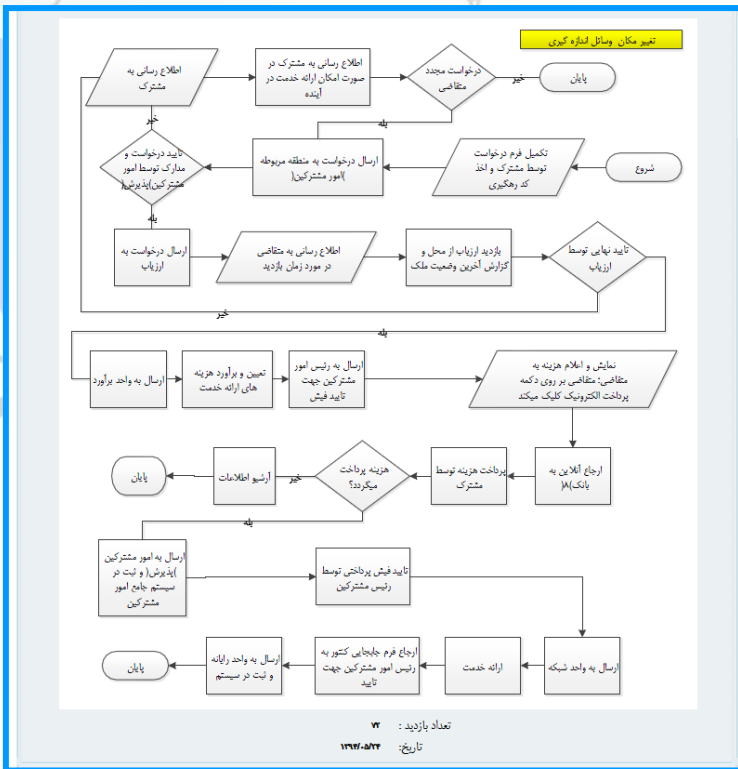 تغییر مکان وسائل اندازه گیری
شروع
تکمیل فرم درخواست
توسط مشترک و اخذ
کد رهگیری
ارسال درخواست به منطقه مربوطه
)امور مشترکین(
تایید درخواست و
مدارک توسط امور
مشترکین)پذیرش(
خیر
اطلاع رسانی به
مشترک
اطلاع رسانی به مشترک در
صورت امکان ارائه خدمت در
آینده
درخواست مجدد
متقاضی
خیر
پایان
بله
بله
ارسال درخواست به
ارزیاب
اطلاع رسانی به متقاضی
در مورد زمان بازدید
بازدید ارزیاب از محل و
گزارش آخرین وضعیت ملک
تایید نهایی توسط
ارزیاب
خیر
بله
ارسال به واحد برآورد
تعیین و برآورد هزینه
های ارائه خدمت
ارسال به رئیس امور
مشترکین جهت
تایید فیش
نمایش و اعلام هزینه به
متقاضی؛ متقاضی بر روی دکمه
پرداخت الکترونیک کلیک میکند
ارجاع آنلاین به
بانک)۸(
پرداخت هزینه توسط
مشترک
هزینه پرداخت
میگردد؟
خیر
آرشیو اطلاعات
پایان
بله
ارسال به امور مشترکین
)پذیرش( و ثبت در
سیستم جامع امور
مشترکین
تایید فیش پرداختی توسط
رئیس مشترکین
ارسال به واحد شبکه
ارائه خدمت
ارجاع فرم جابجایی کنتور به
رئیس امور مشترکین جهت
تایید
ارسال به واحد رایانه
و ثبت در سیستم
پایان
تعداد بازدید : ۷۲
تاریخ: ۱۳۹۴/۰۵/۲۴